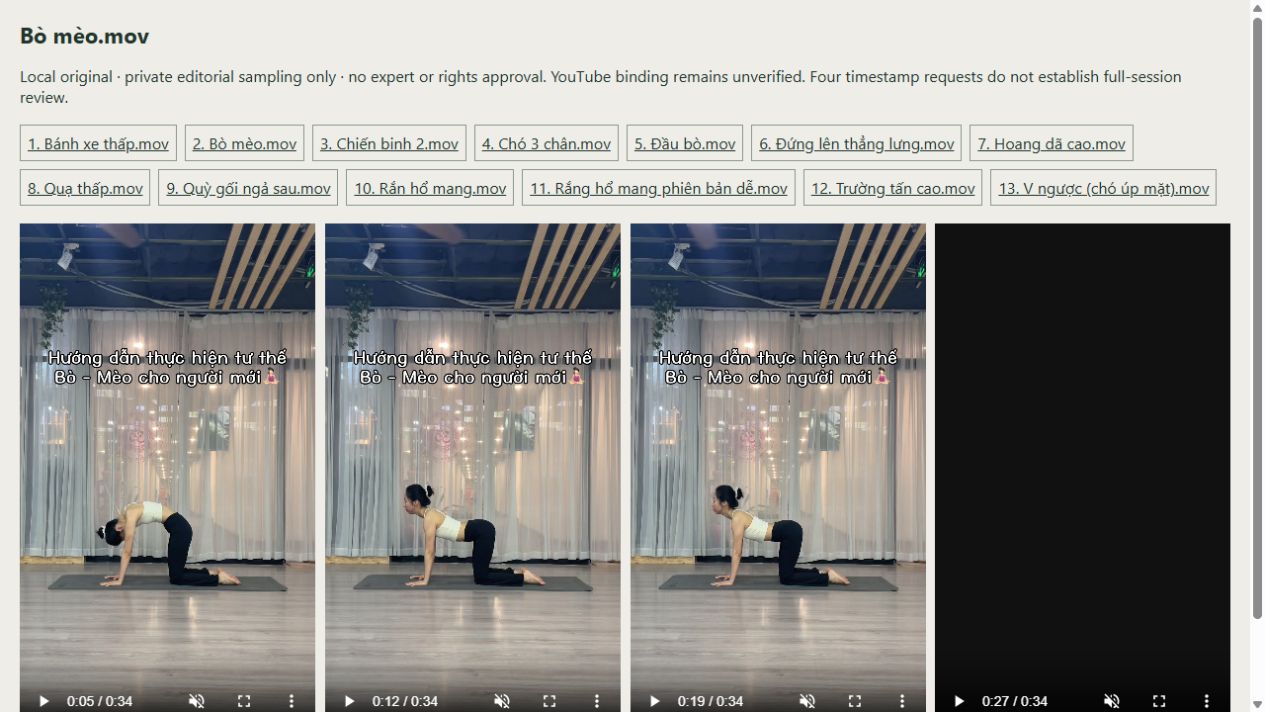 Bò mèo.mov
Local original · private editorial sampling only · no expert or rights approval. YouTube binding remains unverified. Four timestamp requests do not establish full-session
review.
1. Bánh xe thấp.mov
2. Bò mèo.mov
3. Chiến binh 2.mov
4. Chó 3 chân.mov
5. Đầu bò.mov
6. Đứng lên thẳng lưng.mov
7. Hoang dã cao.mov
8. Quạ thấp.mov
9. Quỳ gối ngả sau.mov
10. Rắn hổ mang.mov
11. Rắng hổ mang phiên bản dễ.mov
12. Trường tấn cao.mov
13. V ngược (chó úp mặt).mov
Hướng dẫn thực hiện tư thế
Bò - Mèo cho người mới
Hướng dẫn thực hiện tư thế
Bò - Mèo cho người mới
Hướng dẫn thực hiện tư thế
Bò - Mèo cho người mới
0:05 / 0:34
0:12 / 0:34
0:19 / 0:34
0:27 / 0:34